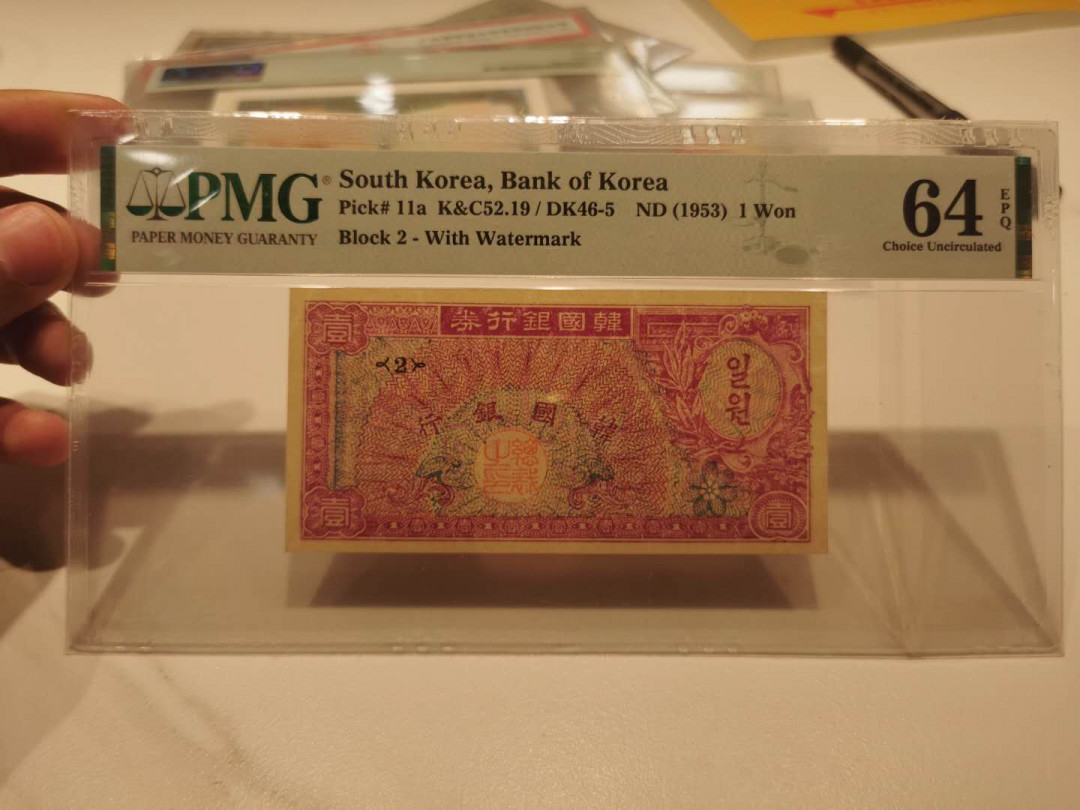 PMG®
PAPER MONEY GUARANTY
South Korea, Bank of Korea
Pick# 11a K&C52.19 / DK46-5 ND (1953) 1 Won
Block 2 - With Watermark
64
EPQ
Choice Uncirculated
壹
券行銀國韓
2
일원
行銀國韓
壹
壹